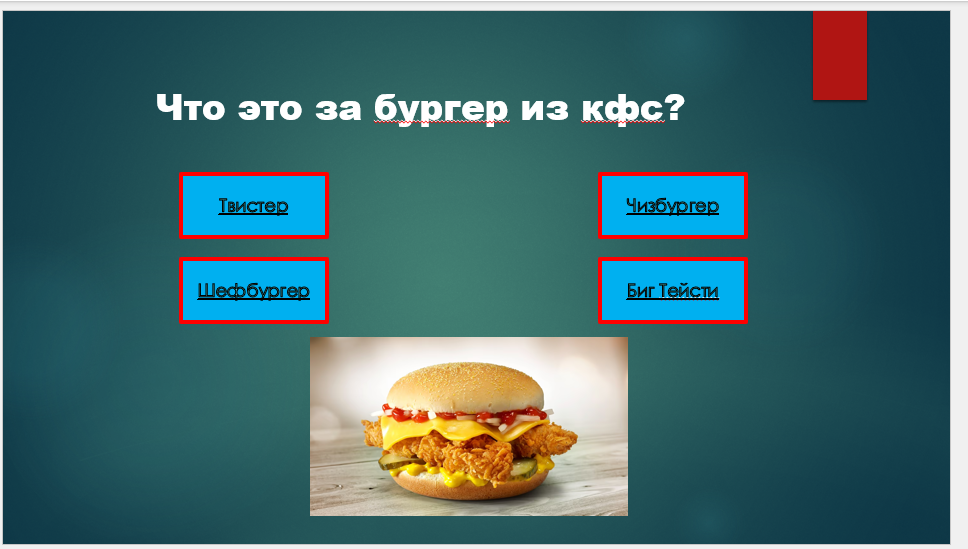 Что это за бургер из кфс?
Твистер
Чизбургер
Шефбургер
Биг Тейсти